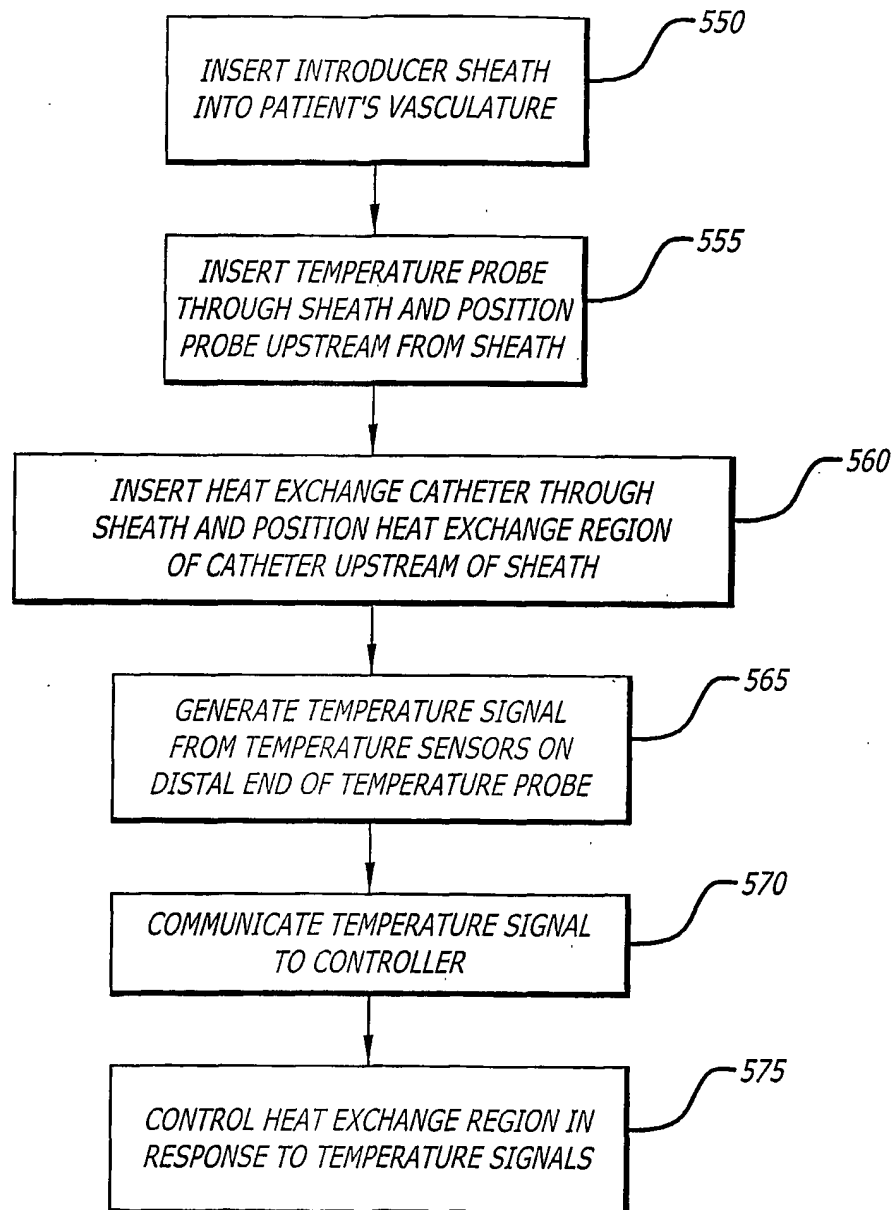 550
INSERT INTRODUCER SHEATH
INTO PATIENT'S VASCULATURE
555
INSERT TEMPERATURE PROBE
THROUGH SHEATH AND POSITION
PROBE UPSTREAM FROM SHEATH
560
INSERT HEAT EXCHANGE CATHETER THROUGH
SHEATH AND POSITION HEAT EXCHANGE REGION
OF CATHETER UPSTREAM OF SHEATH
565
GENERATE TEMPERATURE SIGNAL
FROM TEMPERATURE SENSORS ON
DISTAL END OF TEMPERATURE PROBE
570
COMMUNICATE TEMPERATURE SIGNAL
TO CONTROLLER
575
CONTROL HEAT EXCHANGE REGION IN
RESPONSE TO TEMPERATURE SIGNALS